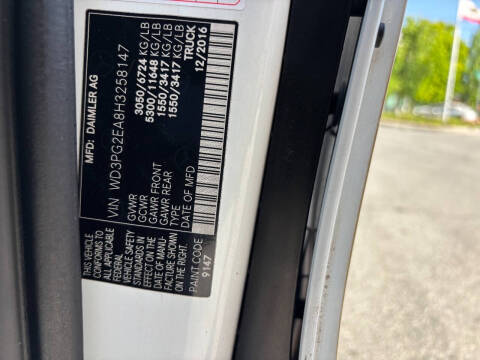 MFD: DAIMLER AG
VIN WD3PG2EA8H3258147
GVWR 3050/6724 KG/LB
GCWR 5300/11648 KG/LB
GAWR FRONT 1550/3417 KG/LB
GAWR REAR 1550/3417 KG/LB
TYPE TRUCK
DATE OF MFD 12/2016
THIS VEHICLE
CONFORMS TO
ALL APPLICABLE
FEDERAL
VEHICLE SAFETY
STANDARDS IN
EFFECT ON THE
DATE OF MANU-
FACTURE SHOWN
ON THE RIGHT.
PAINT CODE
9147